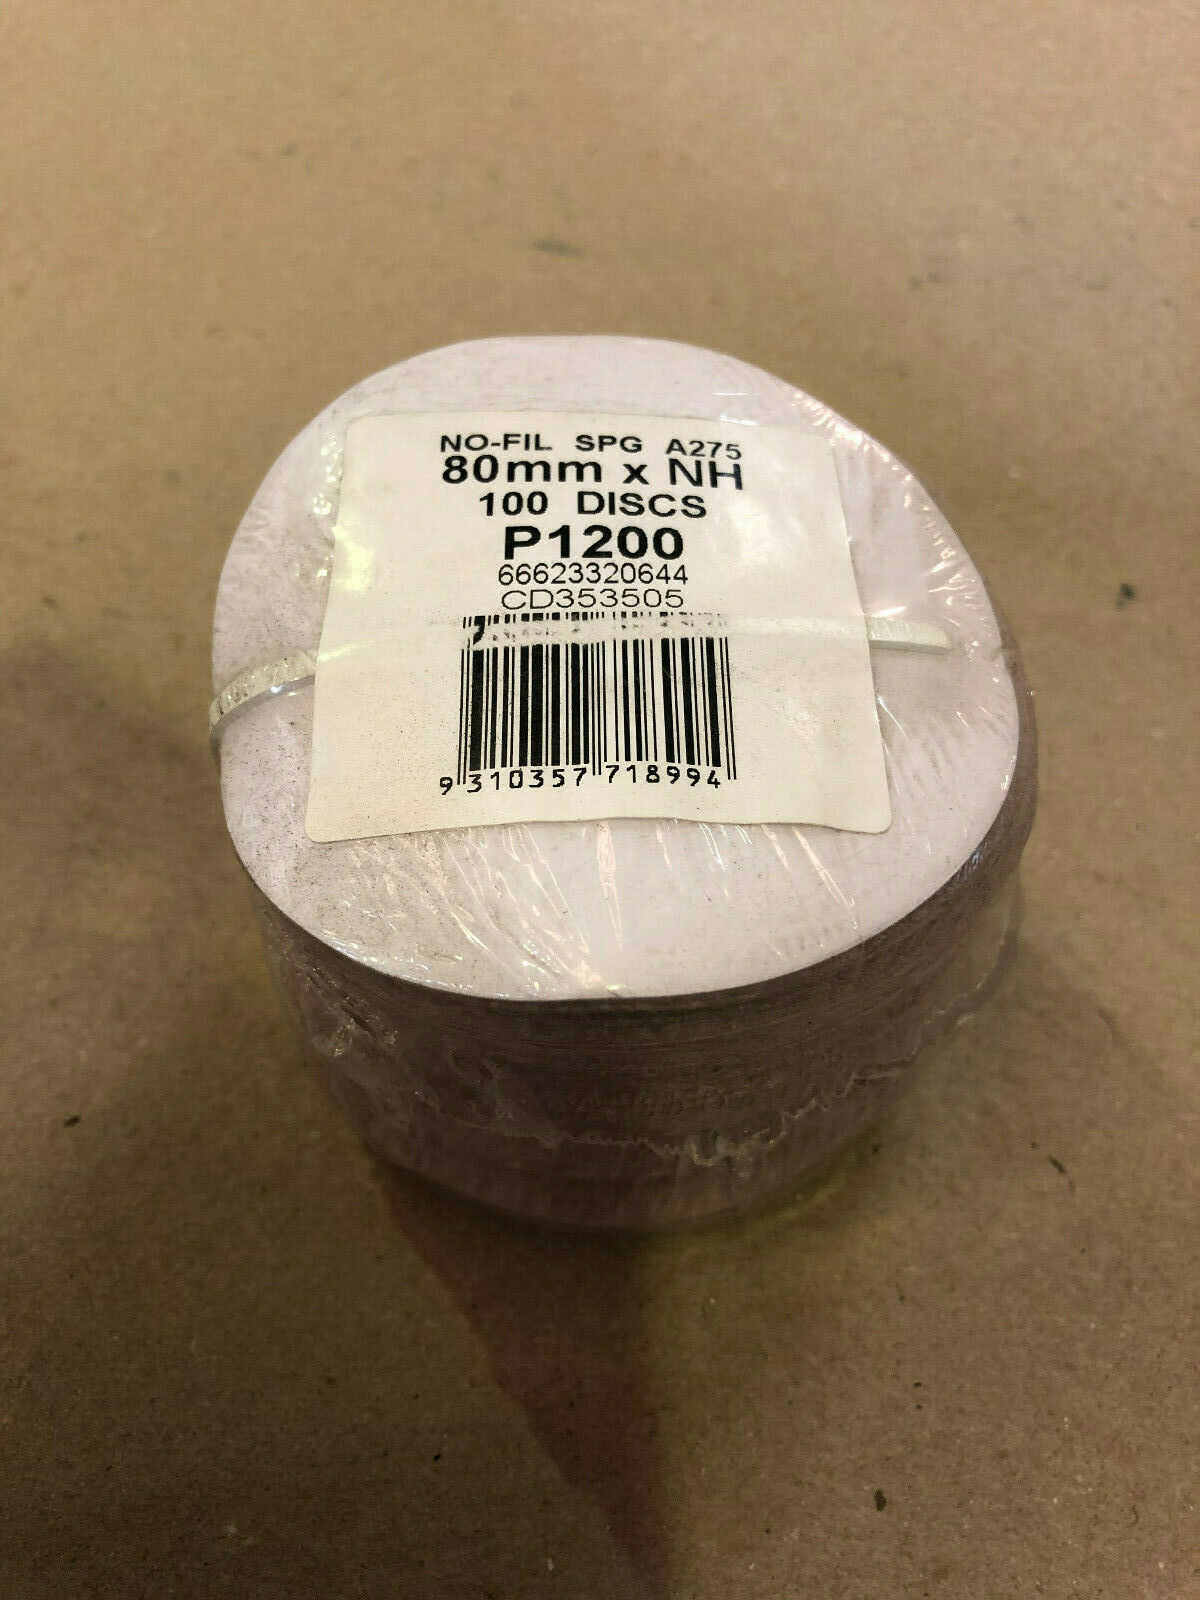 NO-FIL SPG A275
80mm x NH
100 DISCS
P1200
66623320644
CD353505
9 310357 718994